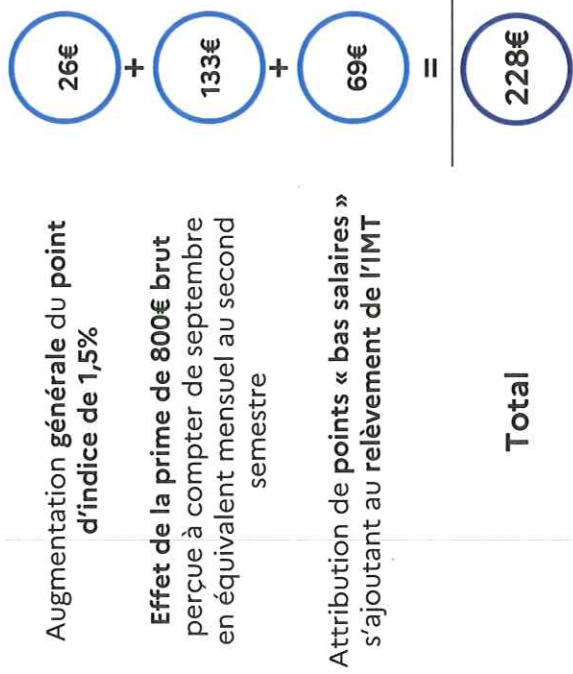 Augmentation générale du point
d'indice de 1,5%
26€
+
Effet de la prime de 800€ brut
perçue à compter de septembre
en équivalent mensuel au second
semestre
133€
+
Attribution de points « bas salaires »
s'ajoutant au relèvement de l'IMT
69€
=
Total
228€